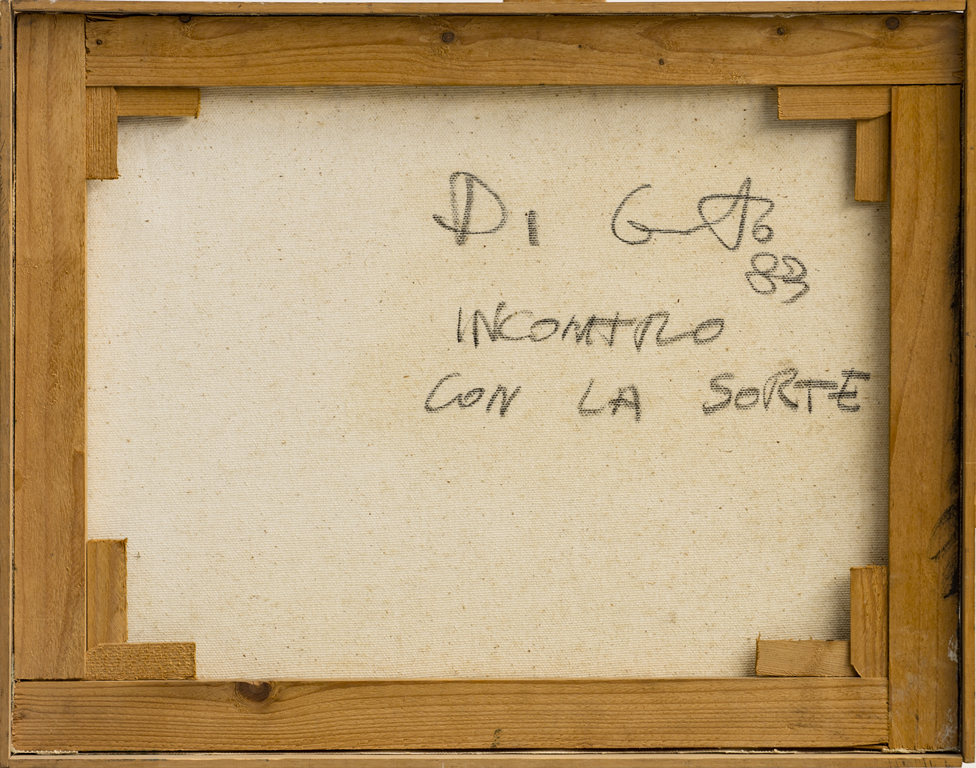 DI
83
INCONTRO
CON LA SORTE